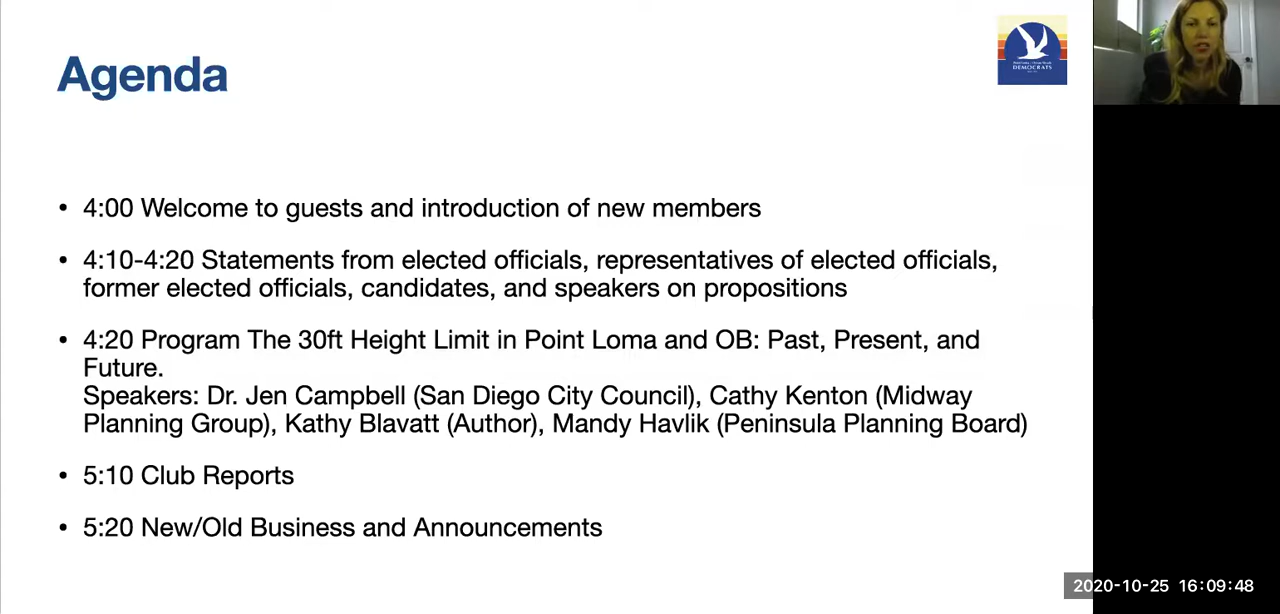 Agenda
DEMOCRATS
• 4:00 Welcome to guests and introduction of new members
• 4:10-4:20 Statements from elected officials, representatives of elected officials,
former elected officials, candidates, and speakers on propositions
• 4:20 Program The 30ft Height Limit in Point Loma and OB: Past, Present, and
Future.
Speakers: Dr. Jen Campbell (San Diego City Council), Cathy Kenton (Midway
Planning Group), Kathy Blavatt (Author), Mandy Havlik (Peninsula Planning Board)
• 5:10 Club Reports
• 5:20 New/Old Business and Announcements
2020-10-25 16:09:48